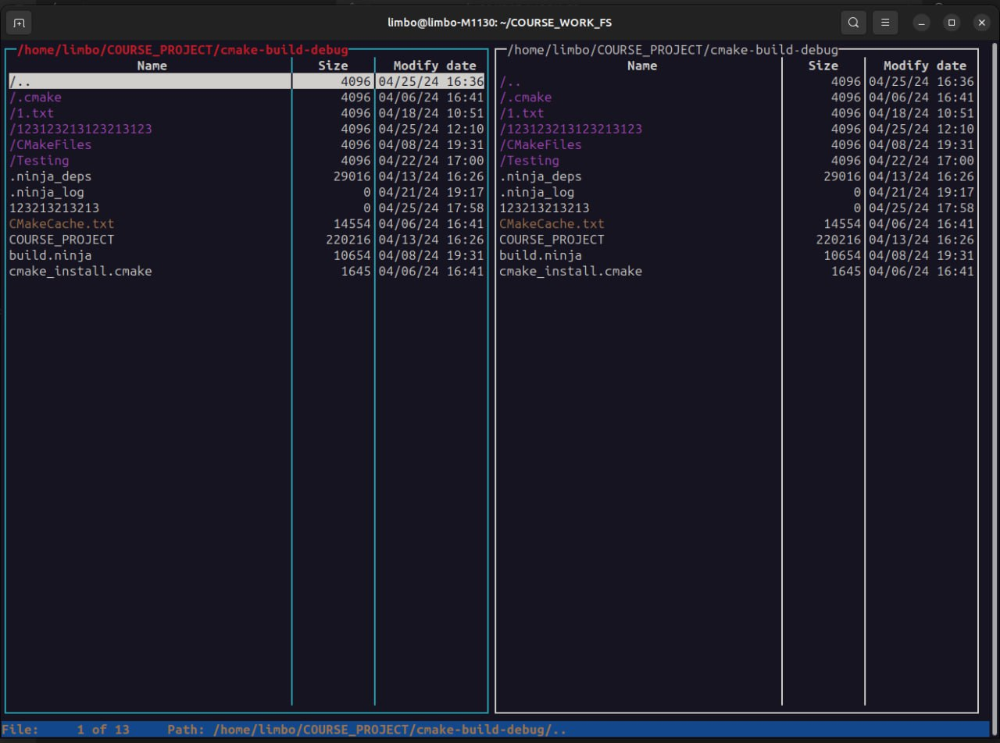 limbo@limbo-M1130: ~/COURSE_WORK_FS
/home/limbo/COURSE_PROJECT/cmake-build-debug
Name Size Modify date
/.. 4096 04/25/24 16:36
/.cmake 4096 04/06/24 16:41
/1.txt 4096 04/18/24 10:51
/123123213123213123 4096 04/25/24 12:10
/CMakeFiles 4096 04/08/24 19:31
/Testing 4096 04/22/24 17:00
.ninja_deps 29016 04/13/24 16:26
.ninja_log 0 04/21/24 19:17
123213213213 0 04/25/24 17:58
CMakeCache.txt 14554 04/06/24 16:41
COURSE_PROJECT 220216 04/13/24 16:26
build.ninja 10654 04/08/24 19:31
cmake_install.cmake 1645 04/06/24 16:41
/home/limbo/COURSE_PROJECT/cmake-build-debug
Name Size Modify date
/.. 4096 04/25/24 16:36
/.cmake 4096 04/06/24 16:41
/1.txt 4096 04/18/24 10:51
/123123213123213123 4096 04/25/24 12:10
/CMakeFiles 4096 04/08/24 19:31
/Testing 4096 04/22/24 17:00
.ninja_deps 29016 04/13/24 16:26
.ninja_log 0 04/21/24 19:17
123213213213 0 04/25/24 17:58
CMakeCache.txt 14554 04/06/24 16:41
COURSE_PROJECT 220216 04/13/24 16:26
build.ninja 10654 04/08/24 19:31
cmake_install.cmake 1645 04/06/24 16:41
File: 1 of 13 Path: /home/limbo/COURSE_PROJECT/cmake-build-debug/..